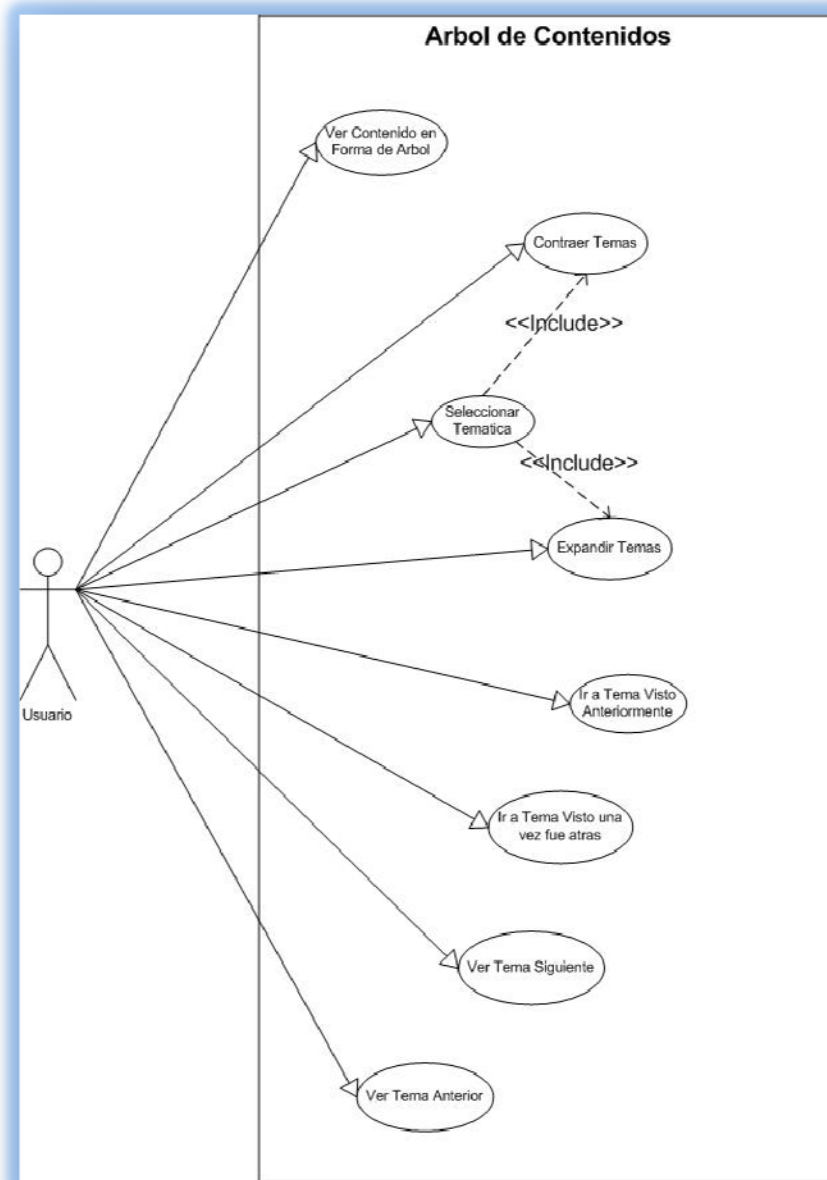 Arbol de Contenidos
Ver Contenido en
Forma de Arbol
Contraer Temas
<<Include>>
Seleccionar
Tematica
<<Include>>
Expandir Temas
Ir a Tema Visto
Anteriormente
Usuario
Ir a Tema Visto una
vez fue atras
Ver Tema Siguiente
Ver Tema Anterior